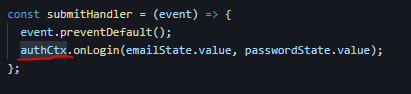 const submitHandler = (event) => {
event.preventDefault();
authCtx.onLogin(emailState.value, passwordState.value);
};